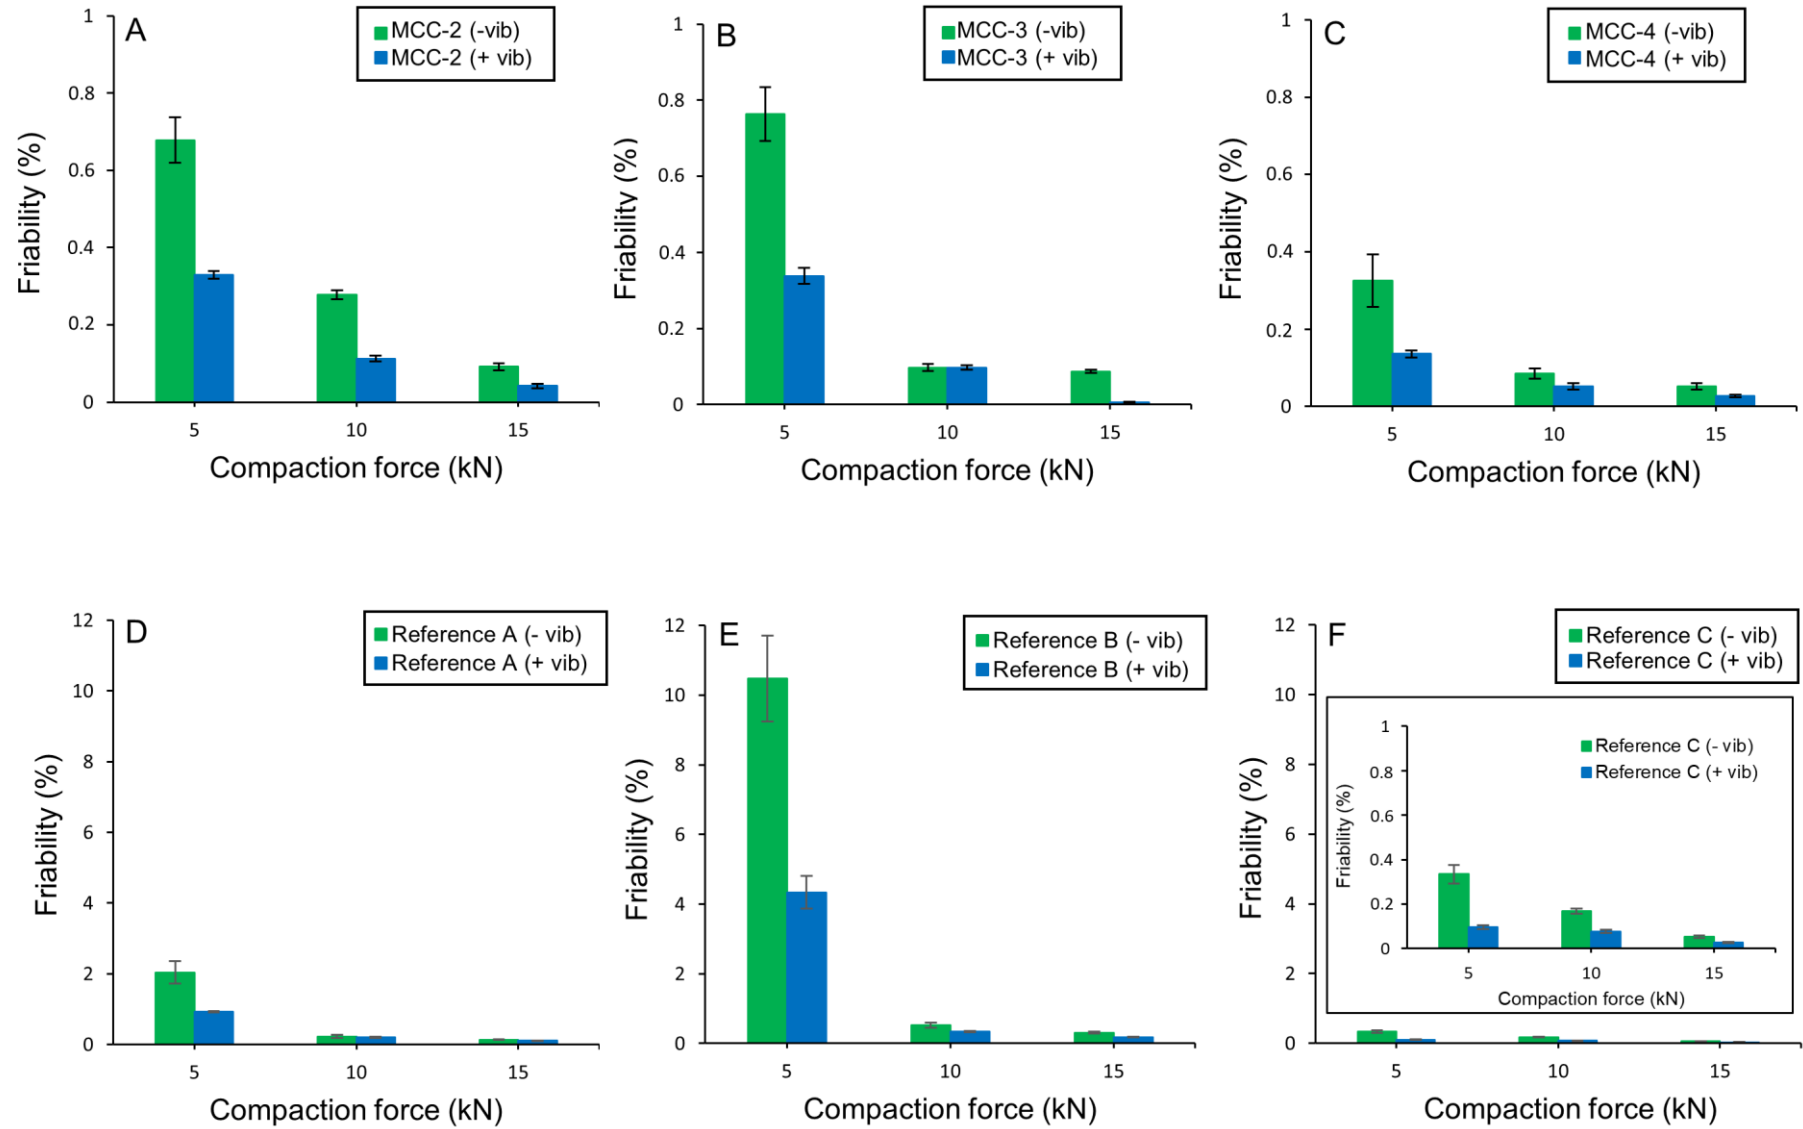 A
MCC-2 (-vib)
MCC-2 (+ vib)
1
0.8
0.6
0.4
0.2
0
Friability (%)
5 10 15
Compaction force (kN)
B
MCC-3 (-vib)
MCC-3 (+ vib)
1
0.8
0.6
0.4
0.2
0
Friability (%)
5 10 15
Compaction force (kN)
C
MCC-4 (-vib)
MCC-4 (+ vib)
1
0.8
0.6
0.4
0.2
0
Friability (%)
5 10 15
Compaction force (kN)
D
Reference A (- vib)
Reference A (+ vib)
12
10
8
6
4
2
0
Friability (%)
5 10 15
Compaction force (kN)
E
Reference B (- vib)
Reference B (+ vib)
12
10
8
6
4
2
0
Friability (%)
5 10 15
Compaction force (kN)
F
Reference C (- vib)
Reference C (+ vib)
12
10
8
6
4
2
0
Friability (%)
Reference C (- vib)
Reference C (+ vib)
1
0.8
0.6
0.4
0.2
0
Friability (%)
5 10 15
Compaction force (kN)
5 10 15
Compaction force (kN)